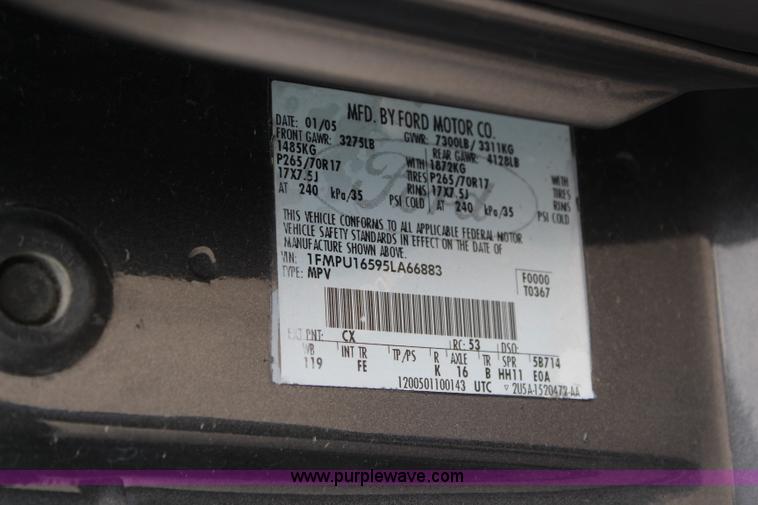 MFD. BY FORD MOTOR CO.
DATE: 01/05 GVWR: 7300LB/ 3311KG
FRONT GAWR: 3275LB REAR GAWR: 4128LB
1485KG WITH 1872KG WITH
P265/70R17 TIRES P265/70R17 TIRES
17X7.5J RIMS 17X7.5J RIMS
AT 240 kPa/35 PSI COLD AT 240 kPa/35 PSI COLD
Ford
THIS VEHICLE CONFORMS TO ALL APPLICABLE FEDERAL MOTOR
VEHICLE SAFETY STANDARDS IN EFFECT ON THE DATE OF
MANUFACTURE SHOWN ABOVE.
VIN: 1FMPU16595LA66883 F0000
TYPE: MPV T0367
EXT PNT: CX RC: 53 DSO:
WB INT TR TP/PS R AXLE TR SPR 5B714
119 FE K 16 B HH11 E0A
1200501100143 UTC ▽ 2U5A-1520472-AA
www.purplewave.com